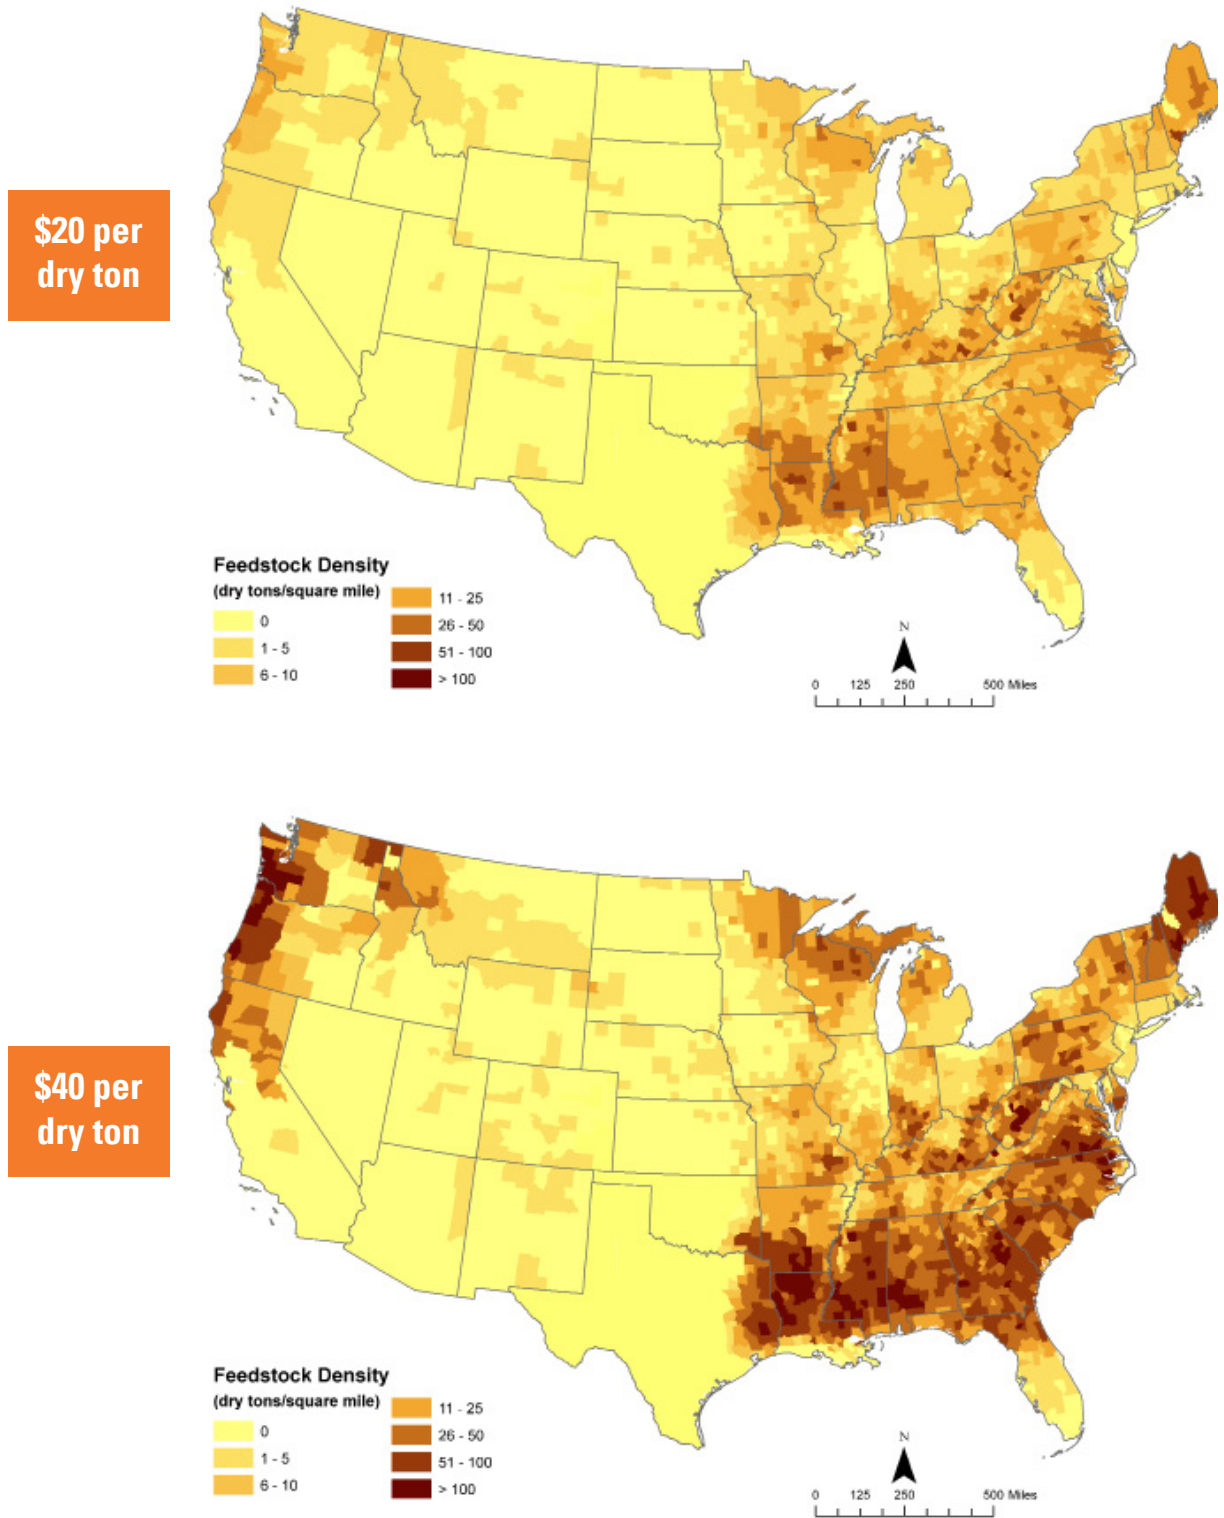 $20 per
dry ton
Feedstock Density
(dry tons/square mile)
0
1 - 5
6 - 10
11 - 25
26 - 50
51 - 100
> 100
N
0 125 250 500 Miles
$40 per
dry ton
Feedstock Density
(dry tons/square mile)
0
1 - 5
6 - 10
11 - 25
26 - 50
51 - 100
> 100
N
0 125 250 500 Miles